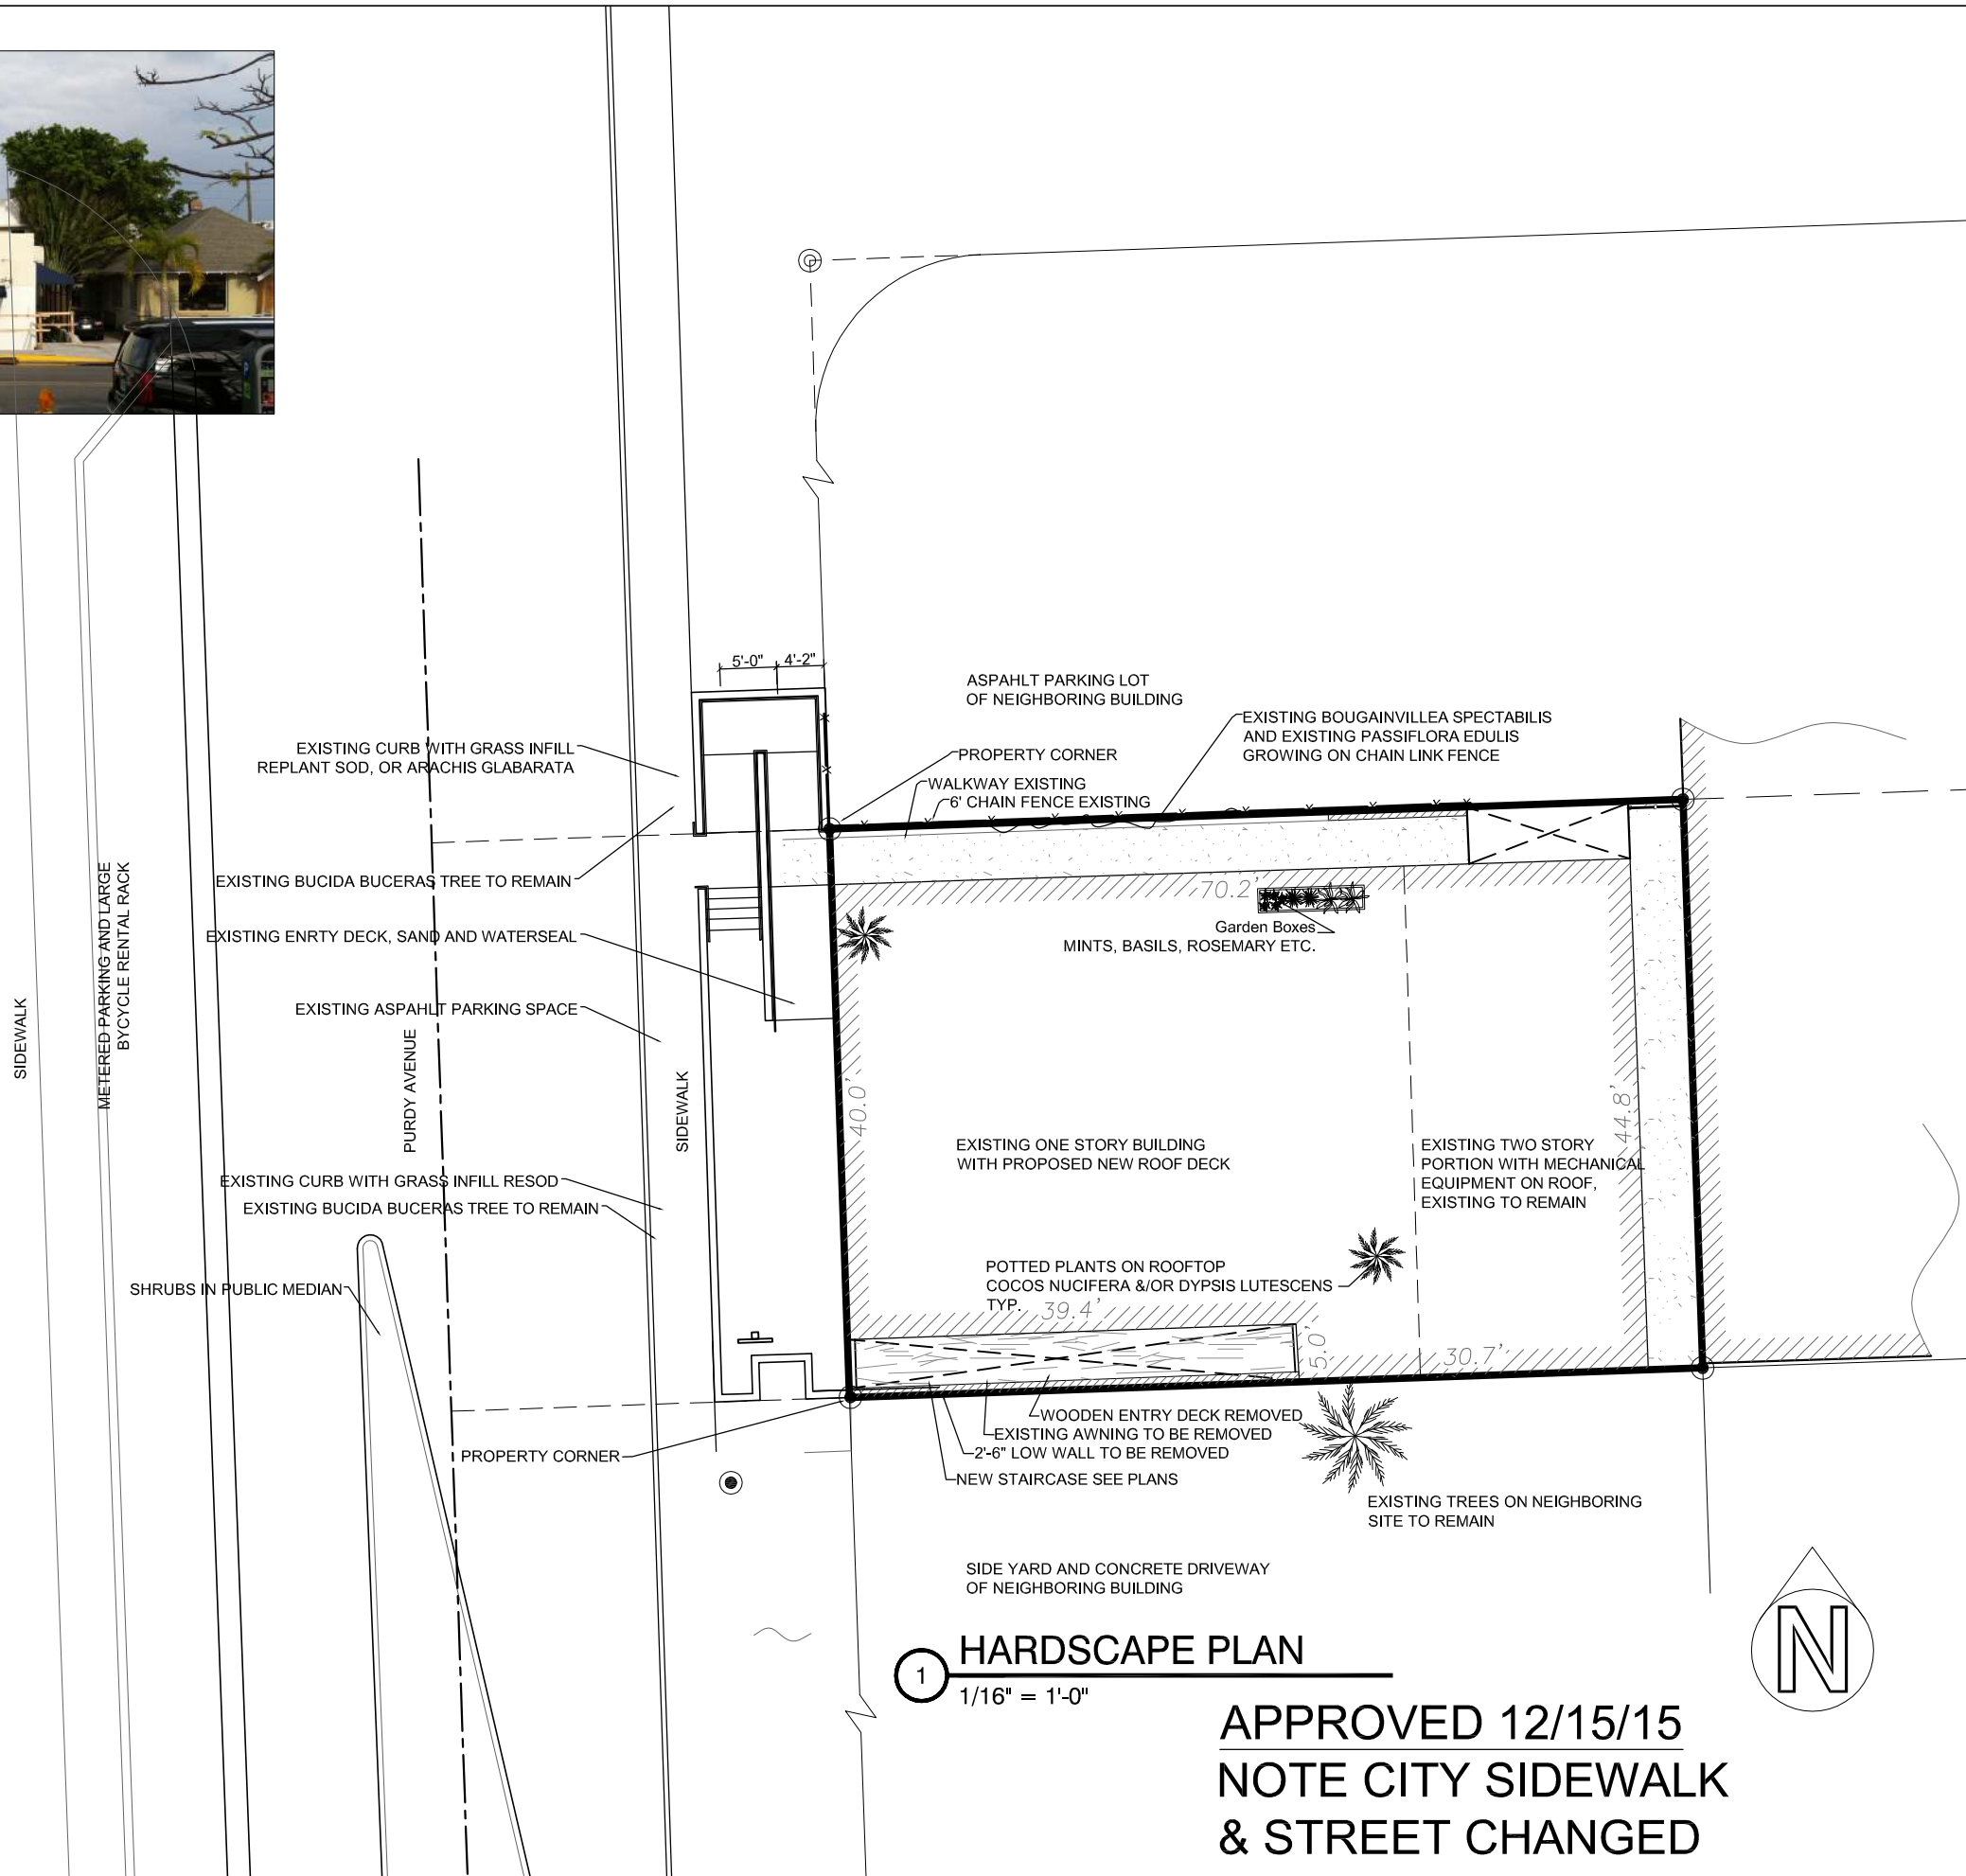 5'-0"
4'-2"
ASPAHLT PARKING LOT
OF NEIGHBORING BUILDING
EXISTING BOUGAINVILLEA SPECTABILIS
AND EXISTING PASSIFLORA EDULIS
GROWING ON CHAIN LINK FENCE
EXISTING CURB WITH GRASS INFILL
REPLANT SOD, OR ARACHIS GLABARATA
PROPERTY CORNER
WALKWAY EXISTING
6' CHAIN FENCE EXISTING
EXISTING BUCIDA BUCERAS TREE TO REMAIN
70.2'
Garden Boxes
MINTS, BASILS, ROSEMARY ETC.
EXISTING ENRTY DECK, SAND AND WATERSEAL
EXISTING ASPAHLT PARKING SPACE
SIDEWALK
METERED PARKING AND LARGE
BYCYCLE RENTAL RACK
PURDY AVENUE
SIDEWALK
40.0'
44.8'
EXISTING ONE STORY BUILDING
WITH PROPOSED NEW ROOF DECK
EXISTING TWO STORY
PORTION WITH MECHANICAL
EQUIPMENT ON ROOF,
EXISTING TO REMAIN
EXISTING CURB WITH GRASS INFILL RESOD
EXISTING BUCIDA BUCERAS TREE TO REMAIN
SHRUBS IN PUBLIC MEDIAN
POTTED PLANTS ON ROOFTOP
COCOS NUCIFERA &/OR DYPSIS LUTESCENS
TYP.
39.4'
5.0'
30.7'
WOODEN ENTRY DECK REMOVED
EXISTING AWNING TO BE REMOVED
2'-6" LOW WALL TO BE REMOVED
NEW STAIRCASE SEE PLANS
PROPERTY CORNER
EXISTING TREES ON NEIGHBORING
SITE TO REMAIN
SIDE YARD AND CONCRETE DRIVEWAY
OF NEIGHBORING BUILDING
1
HARDSCAPE PLAN
1/16" = 1'-0"
N
APPROVED 12/15/15
NOTE CITY SIDEWALK
& STREET CHANGED